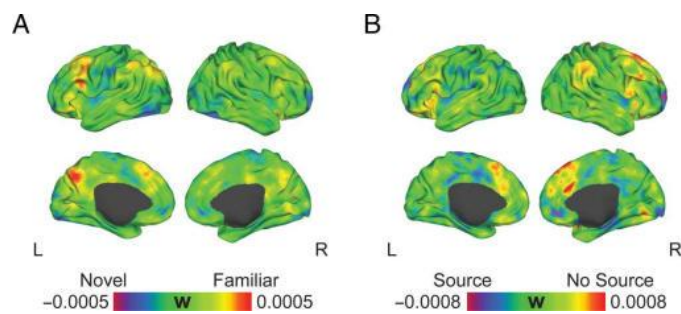 A
B
L
R
L
R
Novel Familiar
−0.0005 W 0.0005
Source No Source
−0.0008 W 0.0008